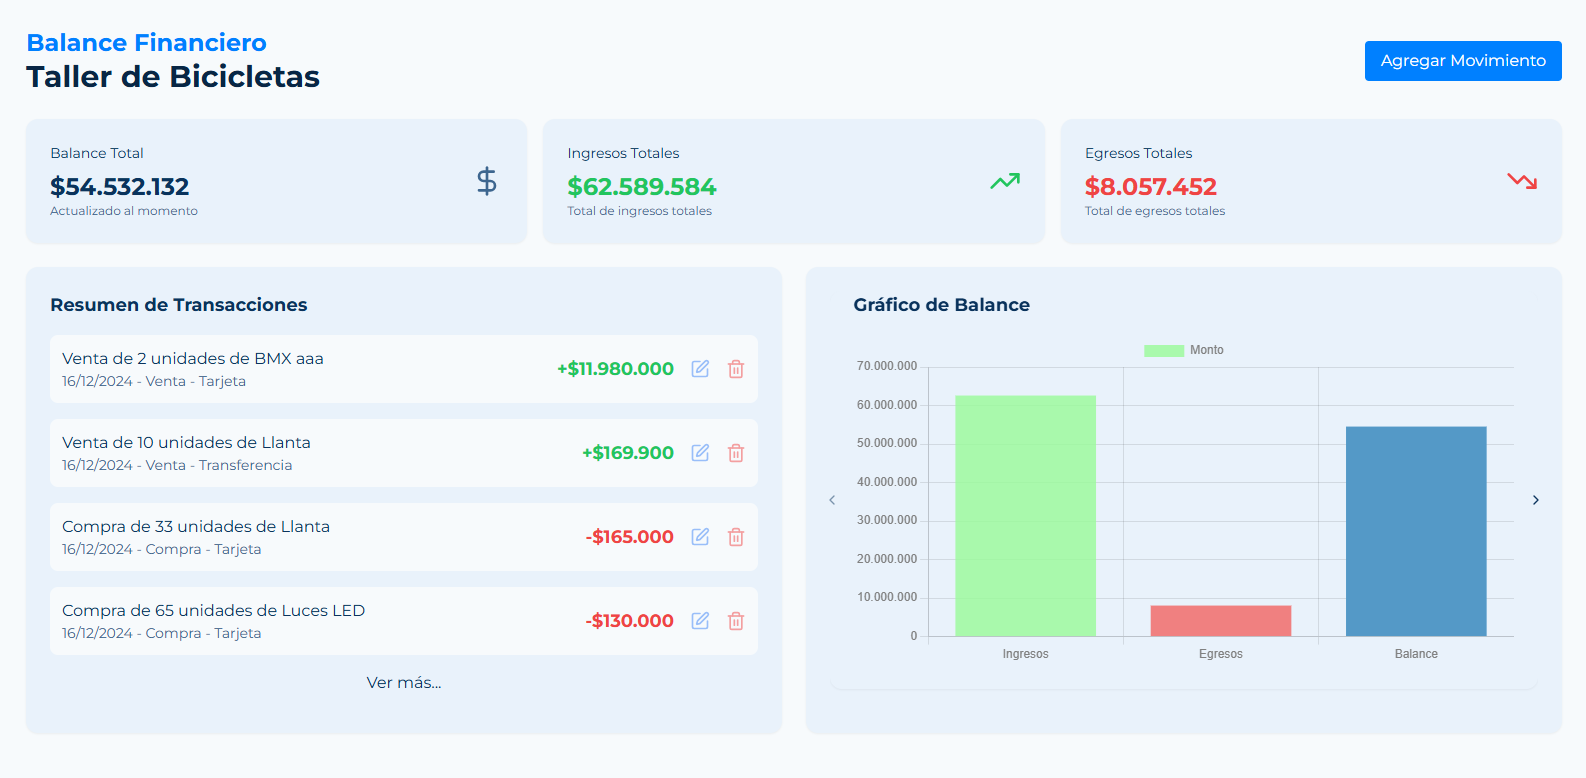 Balance Financiero
Taller de Bicicletas
Agregar Movimiento
Balance Total
$54.532.132
Actualizado al momento
Ingresos Totales
$62.589.584
Total de ingresos totales
Egresos Totales
$8.057.452
Total de egresos totales
Resumen de Transacciones
Venta de 2 unidades de BMX aaa
16/12/2024 - Venta - Tarjeta
+$11.980.000
Venta de 10 unidades de Llanta
16/12/2024 - Venta - Transferencia
+$169.900
Compra de 33 unidades de Llanta
16/12/2024 - Compra - Tarjeta
-$165.000
Compra de 65 unidades de Luces LED
16/12/2024 - Compra - Tarjeta
-$130.000
Ver más...
Gráfico de Balance
Monto
70.000.000
60.000.000
50.000.000
40.000.000
30.000.000
20.000.000
10.000.000
0
Ingresos
Egresos
Balance